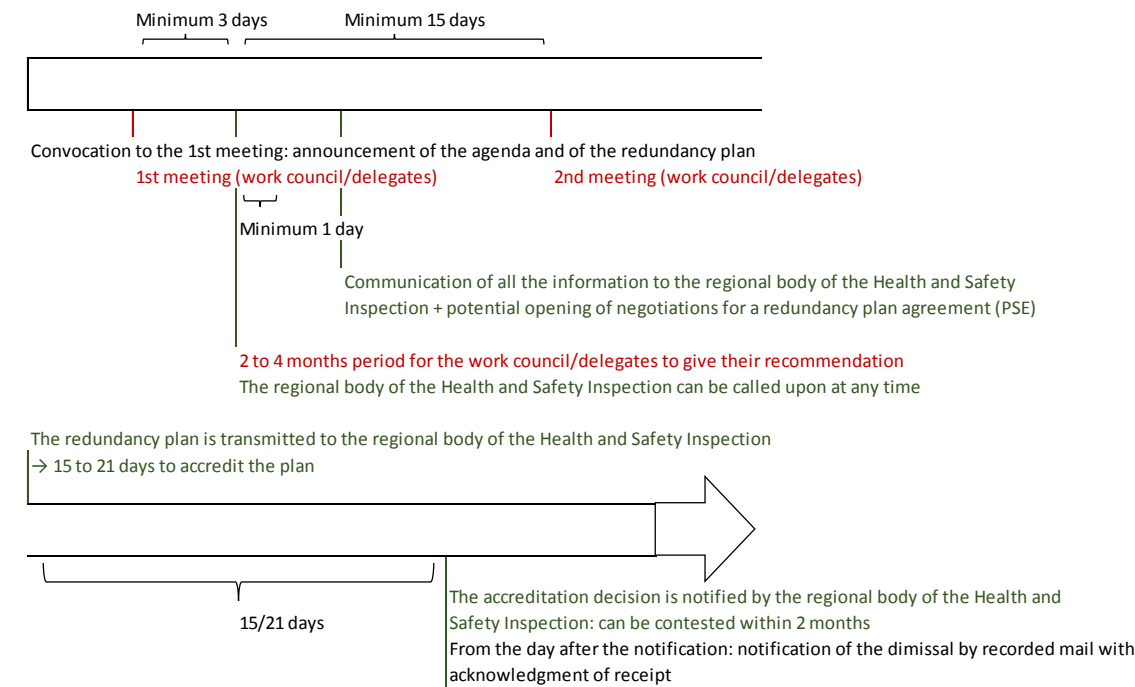 Minimum 3 days
Minimum 15 days
Convocation to the 1st meeting: announcement of the agenda and of the redundancy plan
1st meeting (work council/delegates)
2nd meeting (work council/delegates)
Minimum 1 day
Communication of all the information to the regional body of the Health and Safety
Inspection + potential opening of negotiations for a redundancy plan agreement (PSE)
2 to 4 months period for the work council/delegates to give their recommendation
The regional body of the Health and Safety Inspection can be called upon at any time
The redundancy plan is transmitted to the regional body of the Health and Safety Inspection
→ 15 to 21 days to accredit the plan
15/21 days
The accreditation decision is notified by the regional body of the Health and
Safety Inspection: can be contested within 2 months
From the day after the notification: notification of the dimissal by recorded mail with
acknowledgment of receipt